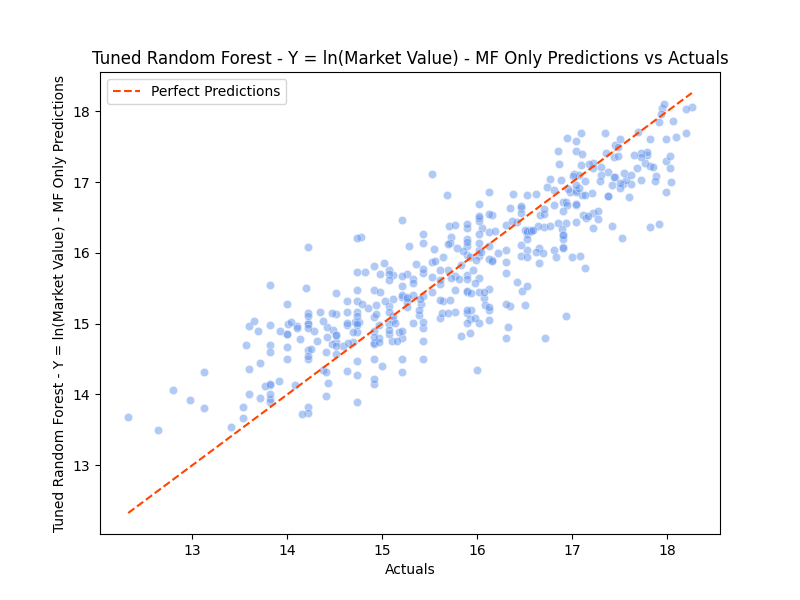 Tuned Random Forest - Y = ln(Market Value) - MF Only Predictions vs Actuals
Perfect Predictions
Tuned Random Forest - Y = ln(Market Value) - MF Only Predictions
18
17
16
15
14
13
13 14 15 16 17 18
Actuals